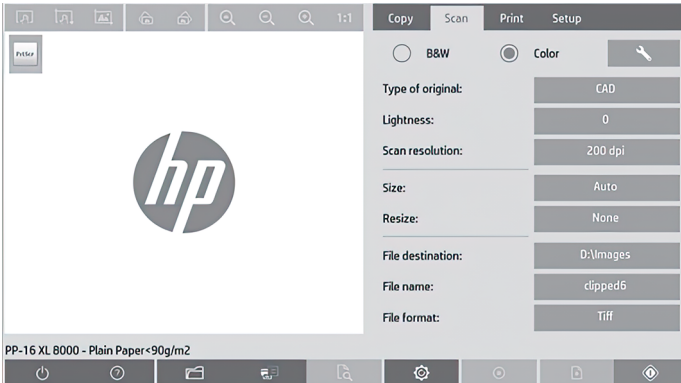 1:1
Copy Scan Print Setup
PrtScr
B&W Color
Type of original: CAD
Lightness: 0
Scan resolution: 200 dpi
Size: Auto
Resize: None
File destination: D:\Images
File name: clipped6
File format: Tiff
hp
PP-16 XL 8000 - Plain Paper<90g/m2